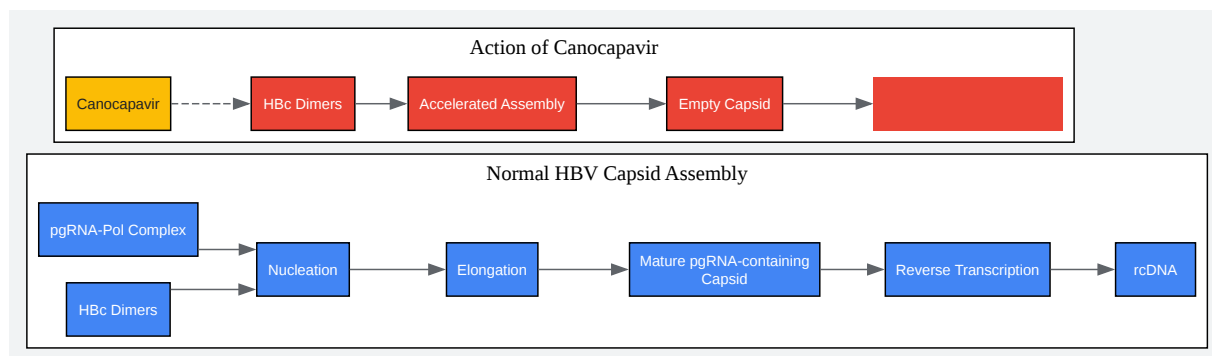 Action of Canocapavir
Canocapavir
HBc Dimers
Accelerated Assembly
Empty Capsid
Normal HBV Capsid Assembly
pgRNA-Pol Complex
HBc Dimers
Nucleation
Elongation
Mature pgRNA-containing
Capsid
Reverse Transcription
rcDNA